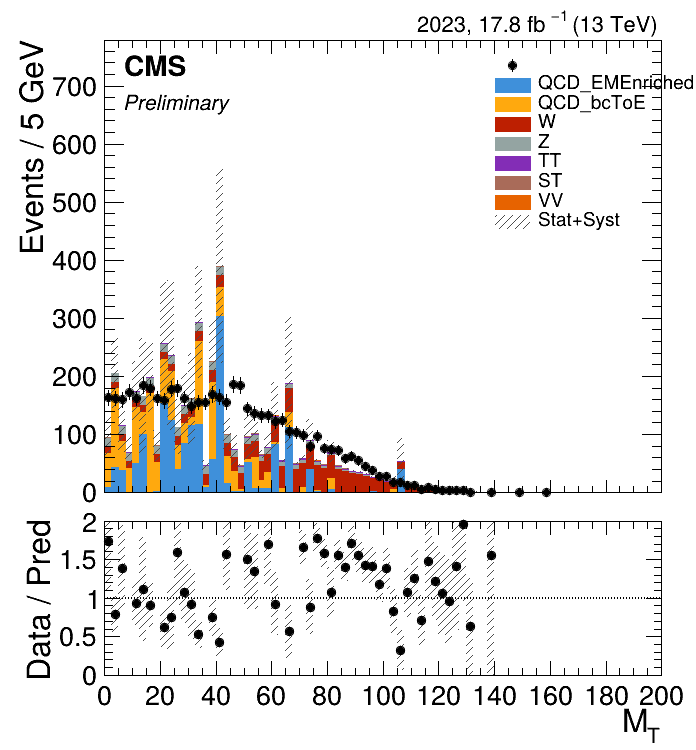 2023, 17.8 fb⁻¹ (13 TeV)
CMS
Preliminary
QCD_EMEnriched
QCD_bcToE
W
Z
TT
ST
VV
Stat+Syst
Events / 5 GeV
700
600
500
400
300
200
100
0
Data / Pred
2
1.5
1
0.5
0
0 20 40 60 80 100 120 140 160 180 200
M_T